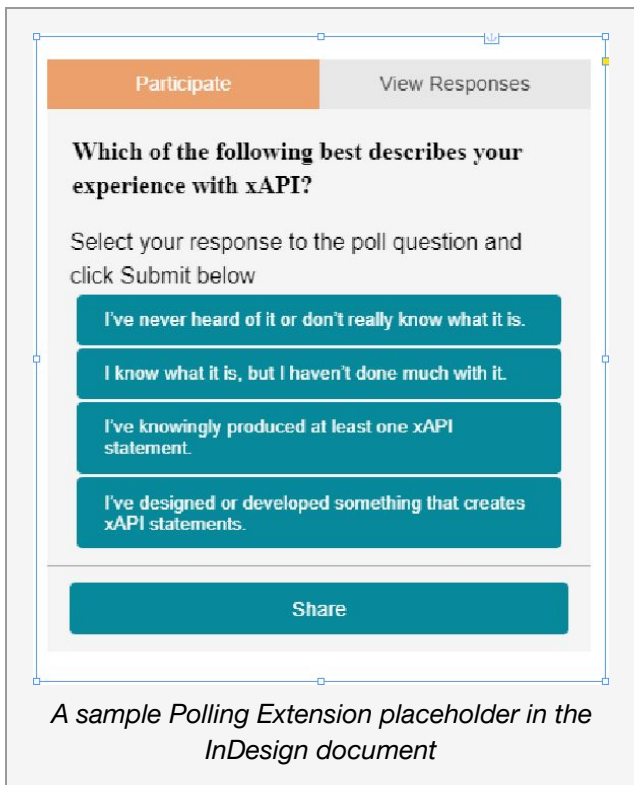 Participate View Responses
Which of the following best describes your
experience with xAPI?
Select your response to the poll question and
click Submit below
I've never heard of it or don't really know what it is.
I know what it is, but I haven't done much with it.
I've knowingly produced at least one xAPI
statement.
I've designed or developed something that creates
xAPI statements.
Share
A sample Polling Extension placeholder in the
InDesign document